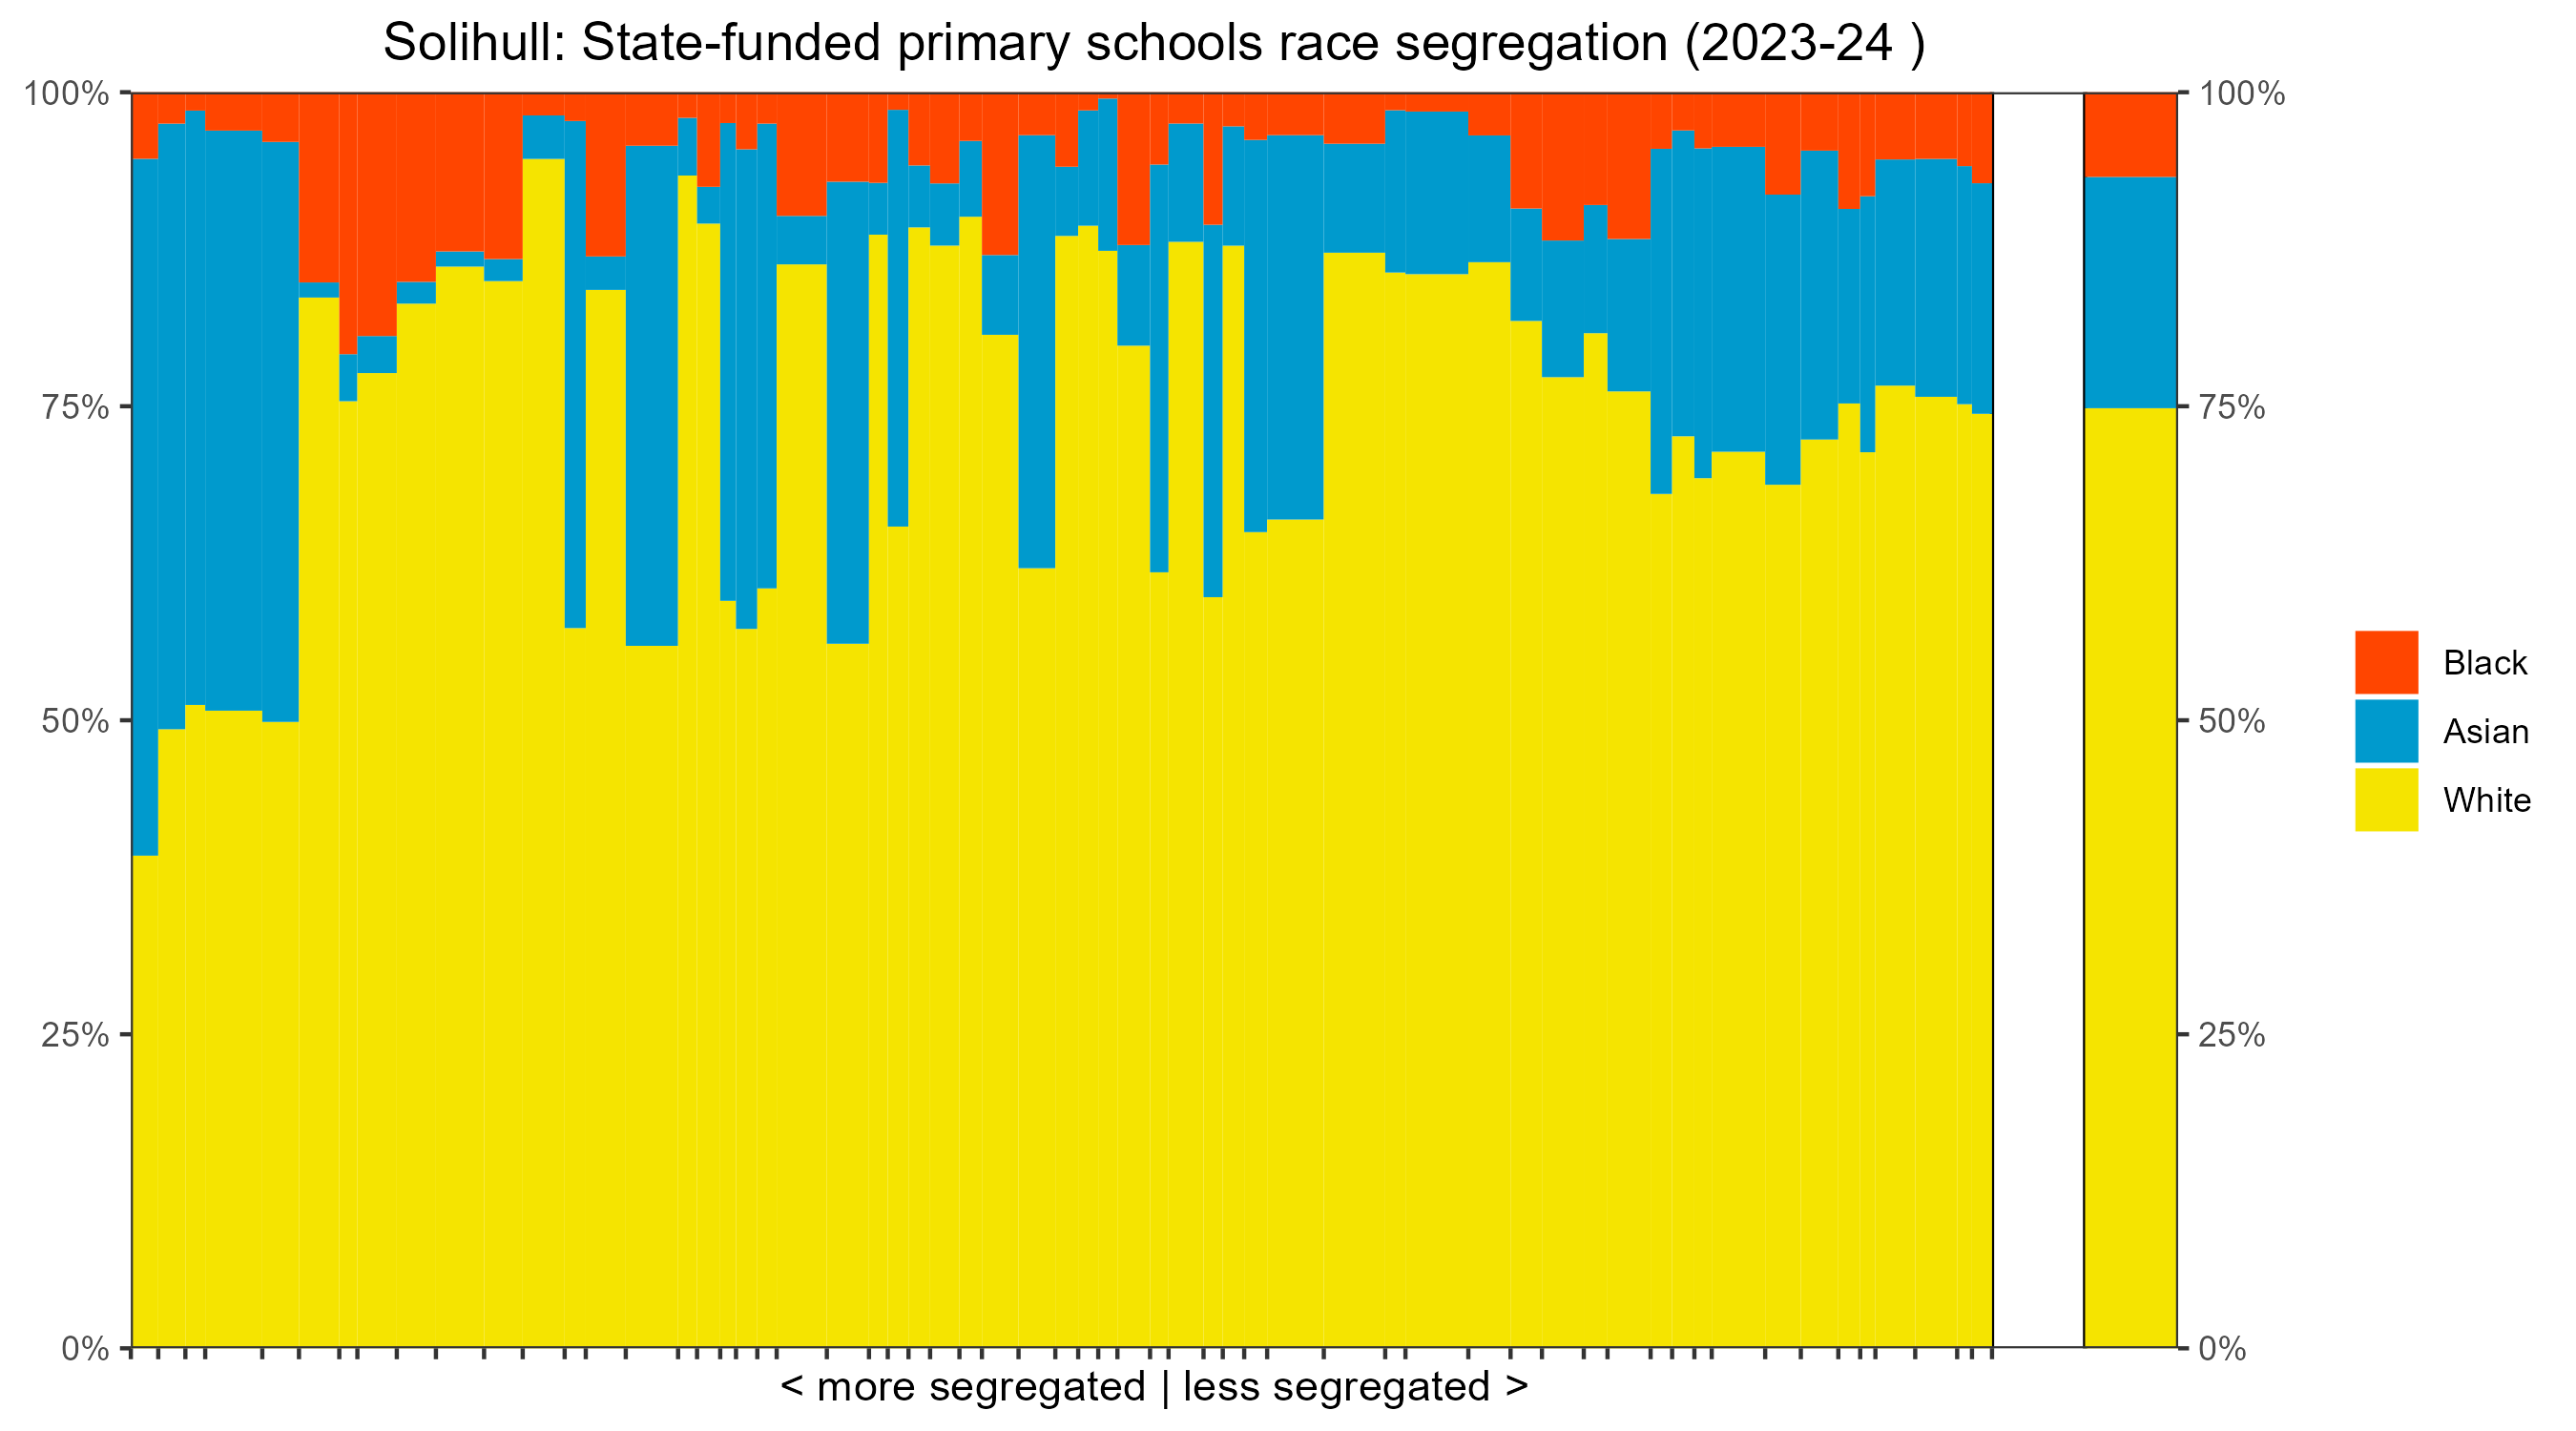 Solihull: State-funded primary schools race segregation (2023-24 )
100%
75%
50%
25%
0%
100%
75%
50%
25%
0%
Black
Asian
White
< more segregated | less segregated >